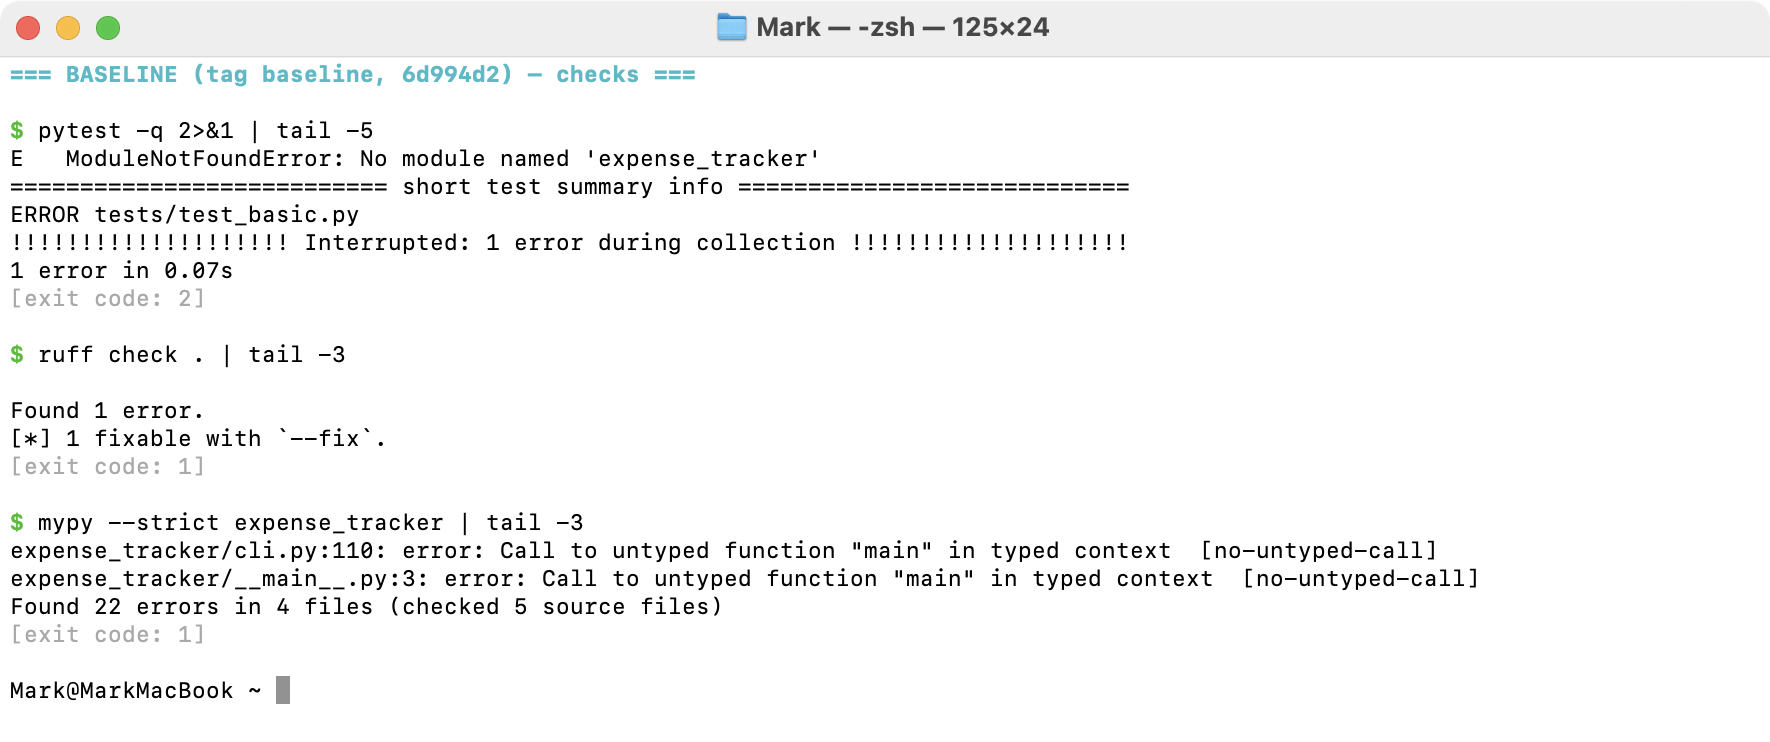 Mark — -zsh — 125×24
=== BASELINE (tag baseline, 6d994d2) — checks ===
$ pytest -q 2>&1 | tail -5
E   ModuleNotFoundError: No module named 'expense_tracker'
=========================== short test summary info ============================
ERROR tests/test_basic.py
!!!!!!!!!!!!!!!!!!!! Interrupted: 1 error during collection !!!!!!!!!!!!!!!!!!!!
1 error in 0.07s
[exit code: 2]
$ ruff check . | tail -3
Found 1 error.
[*] 1 fixable with `--fix`.
[exit code: 1]
$ mypy --strict expense_tracker | tail -3
expense_tracker/cli.py:110: error: Call to untyped function "main" in typed context  [no-untyped-call]
expense_tracker/__main__.py:3: error: Call to untyped function "main" in typed context  [no-untyped-call]
Found 22 errors in 4 files (checked 5 source files)
[exit code: 1]
Mark@MarkMacBook ~